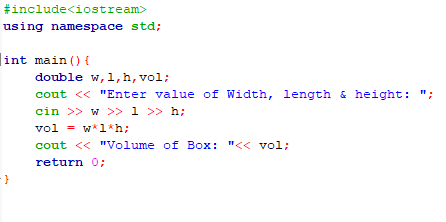 #include<iostream>
using namespace std;
int main(){
double w,l,h,vol;
cout << "Enter value of Width, length & height: ";
cin >> w >> l >> h;
vol = w*l*h;
cout << "Volume of Box: "<< vol;
return 0;
}